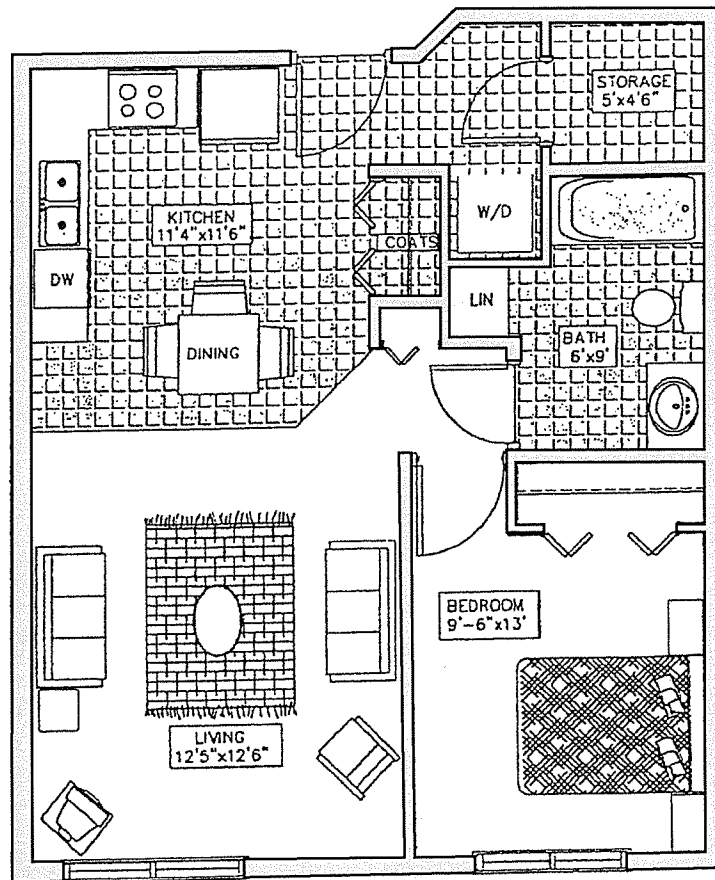 STORAGE
5'x4'6"
KITCHEN
11'4"x11'6"
W/D
COATS
DW
LIN
DINING
BATH
6'x9'
BEDROOM
9'-6"x13'
LIVING
12'5"x12'6"